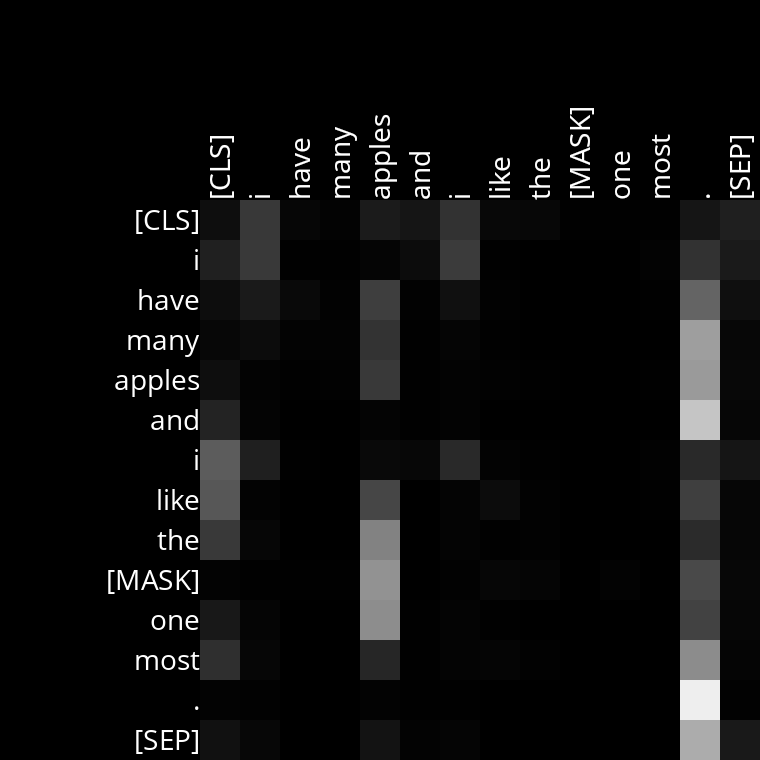 [CLS] i have many apples and i like the [MASK] one most . [SEP]
[CLS]
i
have
many
apples
and
i
like
the
[MASK]
one
most
.
[SEP]